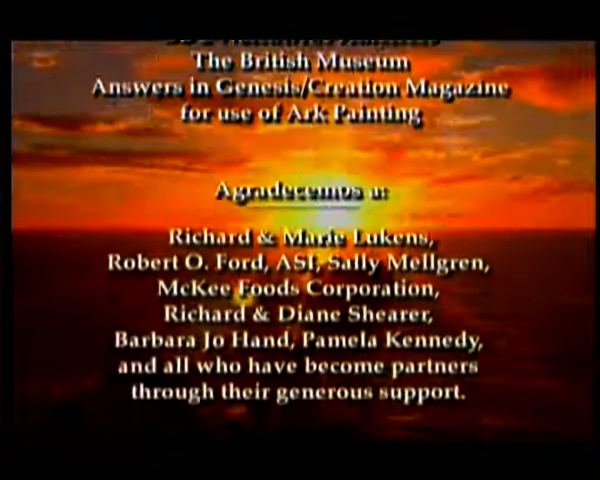 The British Museum
Answers in Genesis/Creation Magazine
for use of Ark Painting
Agradecemos a:
Richard & Marie Lukens,
Robert O. Ford, ASI, Sally Mellgren,
McKee Foods Corporation,
Richard & Diane Shearer,
Barbara Jo Hand, Pamela Kennedy,
and all who have become partners
through their generous support.